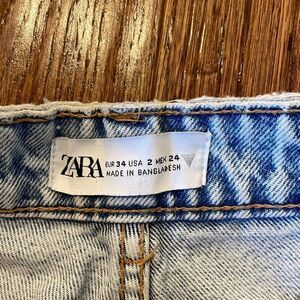 ZARA EUR 34 USA 2 MEX 24
MADE IN BANGLADESH